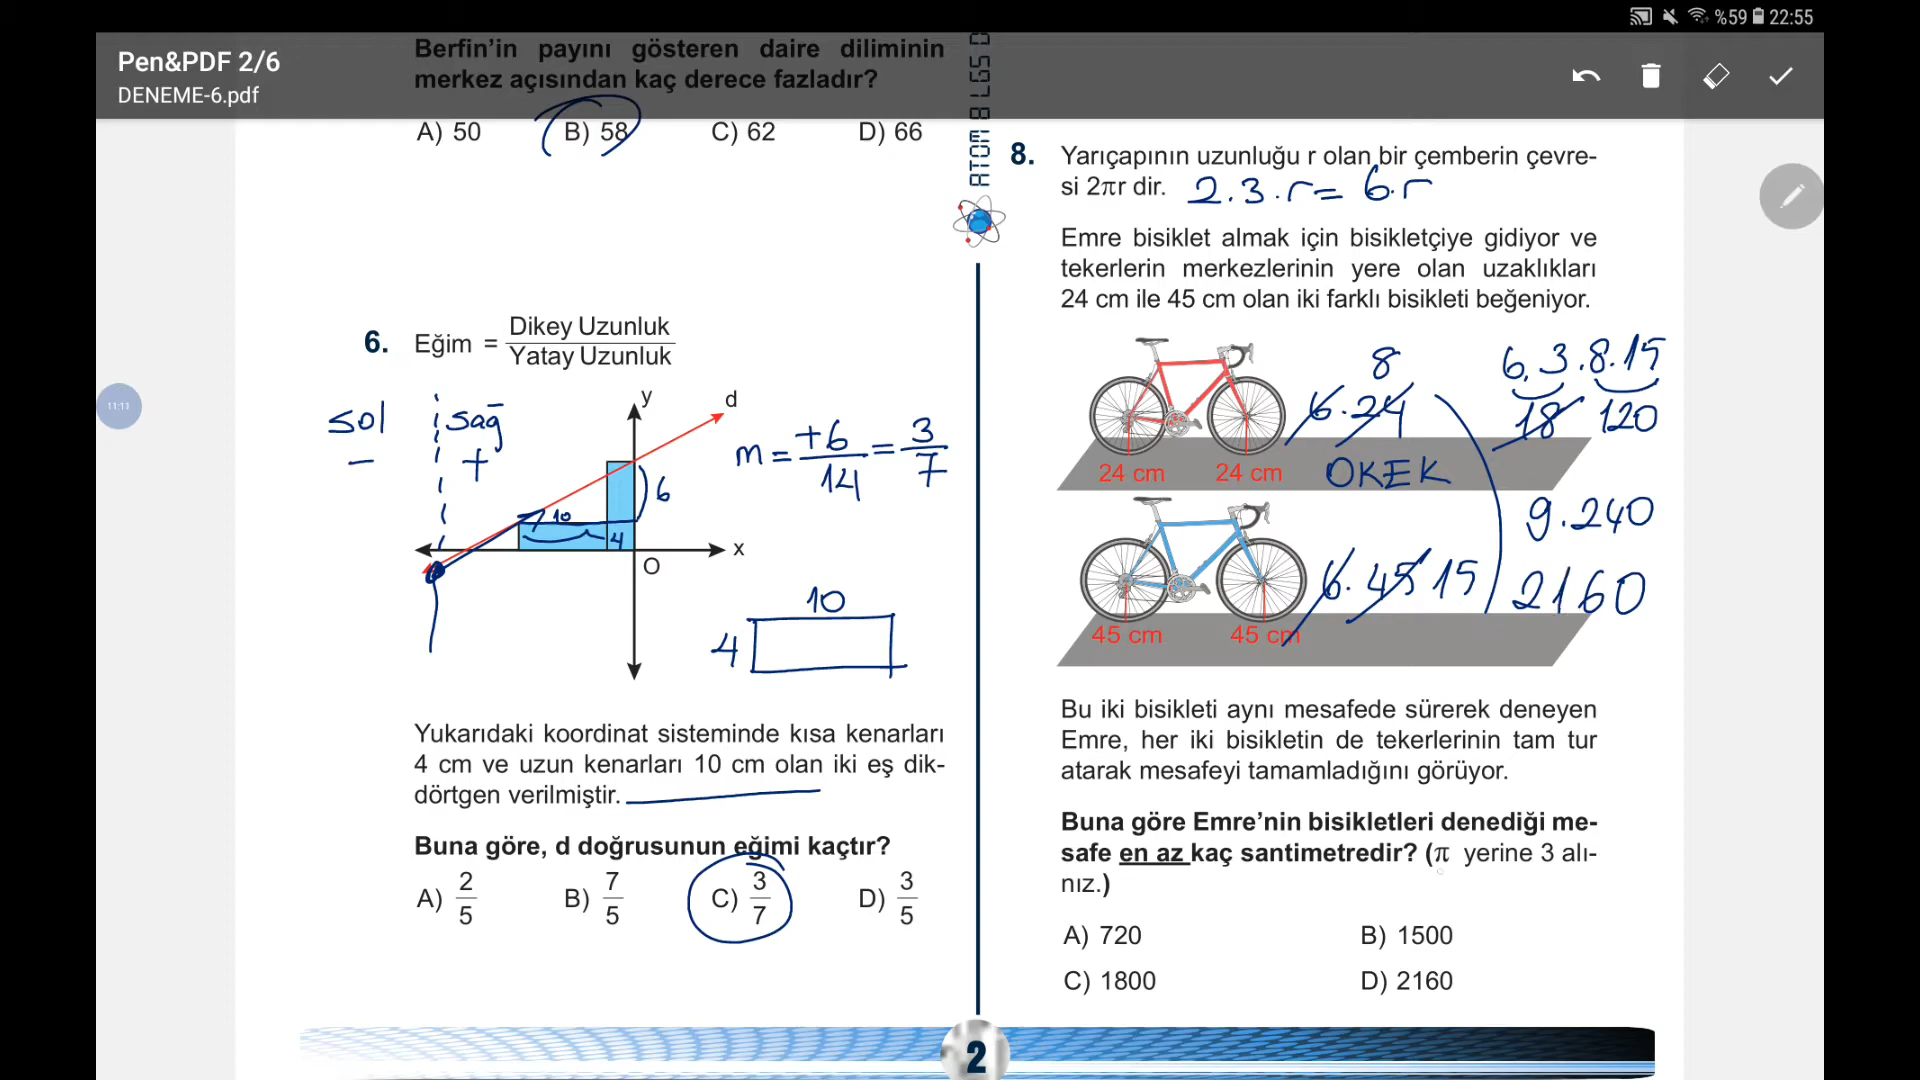 %59 22:55
Pen&PDF 2/6
DENEME-6.pdf
Berfin’in payını gösteren daire diliminin
merkez açısından kaç derece fazladır?
A) 50 B) 58 C) 62 D) 66
6. Eğim = Dikey Uzunluk
Yatay Uzunluk
11:11
sol sağ
– +
y
d
m = +6/14 = 3/7
6
10
4
x
O
10
4
Yukarıdaki koordinat sisteminde kısa kenarları
4 cm ve uzun kenarları 10 cm olan iki eş dik-
dörtgen verilmiştir.
Buna göre, d doğrusunun eğimi kaçtır?
A) 2/5 B) 7/5 C) 3/7 D) 3/5
ATOM 8 LGS D
8. Yarıçapının uzunluğu r olan bir çemberin çevre-
si 2πr dir. 2.3.r = 6.r
Emre bisiklet almak için bisikletçiye gidiyor ve
tekerlerin merkezlerinin yere olan uzaklıkları
24 cm ile 45 cm olan iki farklı bisikleti beğeniyor.
8
6.24
6.3.8.15
18 120
24 cm 24 cm OKEK
9.240
6.45 15
2160
45 cm 45 cm
Bu iki bisikleti aynı mesafede sürerek deneyen
Emre, her iki bisikletin de tekerlerinin tam tur
atarak mesafeyi tamamladığını görüyor.
Buna göre Emre’nin bisikletleri denediği me-
safe en az kaç santimetredir? (π yerine 3 alı-
nız.)
A) 720 B) 1500
C) 1800 D) 2160
2